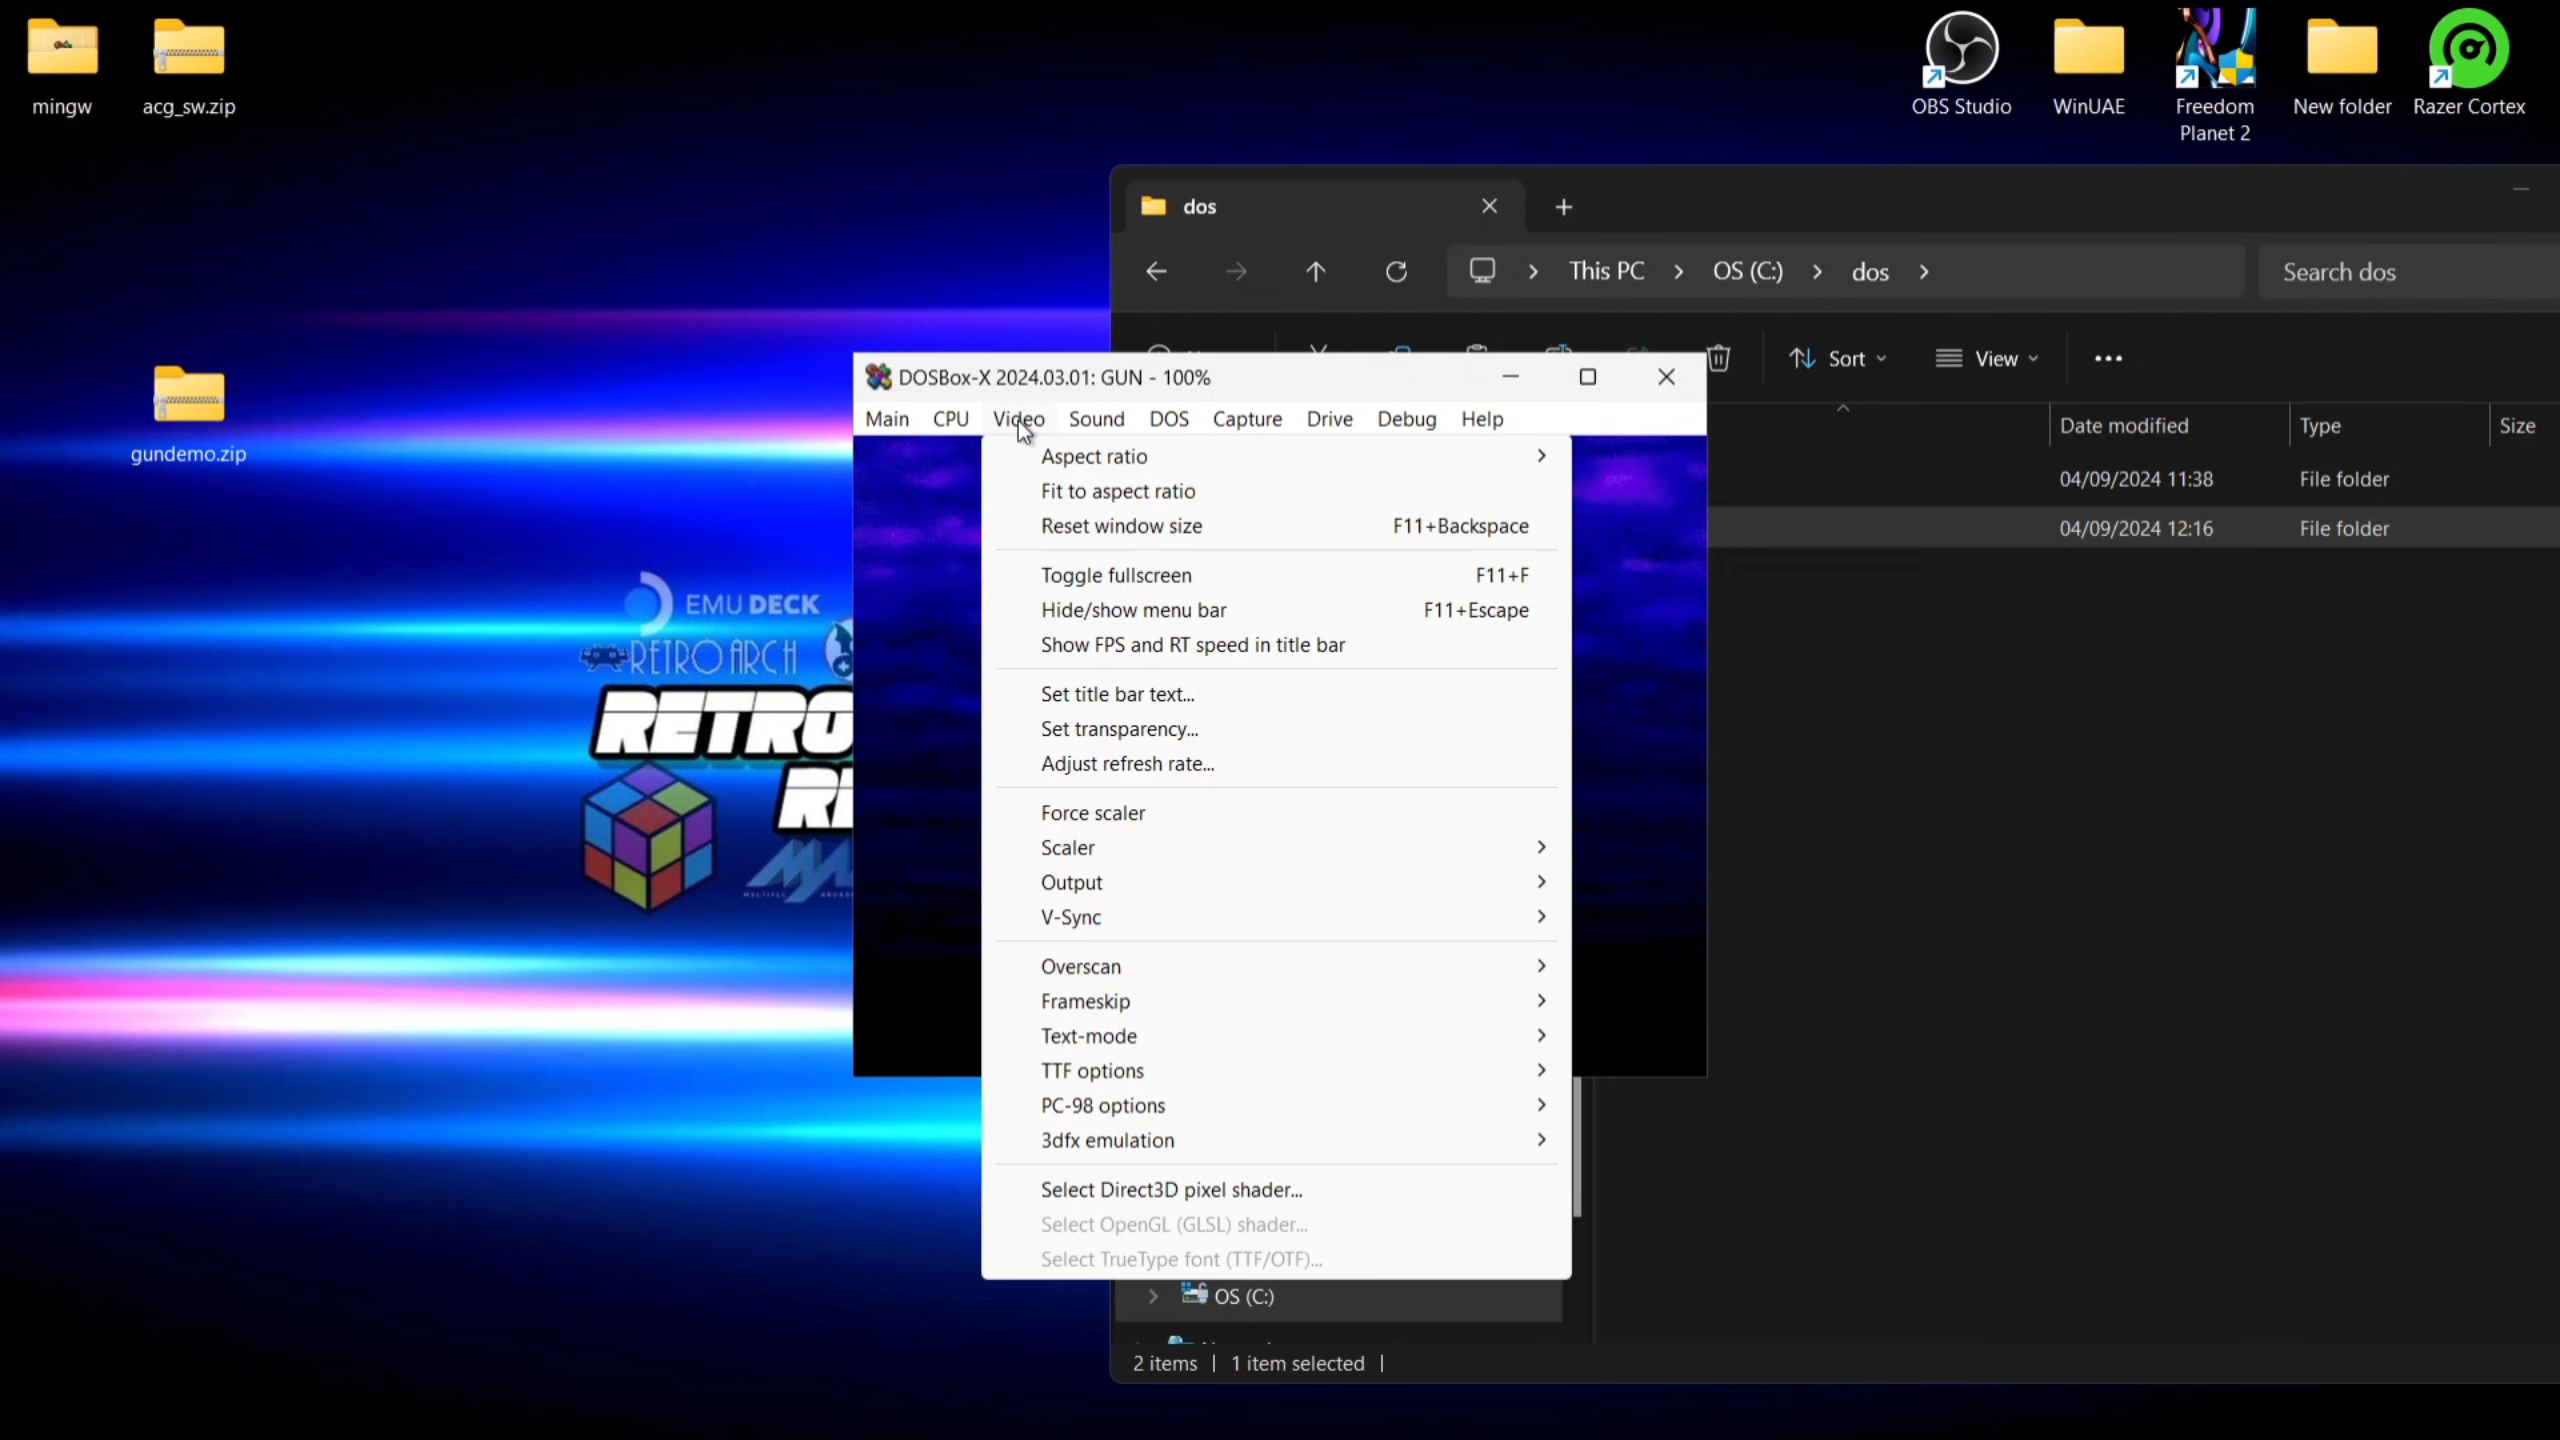 mingw
acg_sw.zip
OBS Studio
WinUAE
Freedom
Planet 2
New folder
Razer Cortex
dos
This PC
OS (C:)
dos
Search dos
Sort
View
DOSBox-X 2024.03.01: GUN - 100%
Main
CPU
Video
Sound
DOS
Capture
Drive
Debug
Help
Date modified
Type
Size
gundemo.zip
Aspect ratio
Fit to aspect ratio
Reset window size F11+Backspace
04/09/2024 11:38 File folder
04/09/2024 12:16 File folder
Toggle fullscreen F11+F
Hide/show menu bar F11+Escape
Show FPS and RT speed in title bar
EMU DECK
RETRO ARCH
RETRO
Set title bar text...
Set transparency...
Adjust refresh rate...
Force scaler
Scaler
Output
V-Sync
Overscan
Frameskip
Text-mode
TTF options
PC-98 options
3dfx emulation
Select Direct3D pixel shader...
Select OpenGL (GLSL) shader...
Select TrueType font (TTF/OTF)...
OS (C:)
2 items
1 item selected